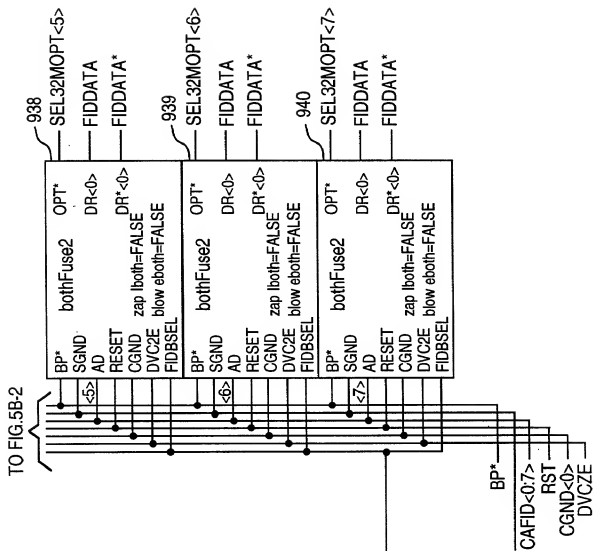 TO FIG.5B-2
938
BP*
SGND
<5>
AD
RESET
CGND
DVC2E
FIDBSEL
bothFuse2
zap lboth=FALSE
blow eboth=FALSE
OPT*
DR<0>
DR*<0>
SEL32MOPT<5>
FIDDATA
FIDDATA*
939
BP*
SGND
<6>
AD
RESET
CGND
DVC2E
FIDBSEL
bothFuse2
zap lboth=FALSE
blow eboth=FALSE
OPT*
DR<0>
DR*<0>
SEL32MOPT<6>
FIDDATA
FIDDATA*
940
BP*
SGND
<7>
AD
RESET
CGND
DVC2E
FIDBSEL
bothFuse2
zap lboth=FALSE
blow eboth=FALSE
OPT*
DR<0>
DR*<0>
SEL32MOPT<7>
FIDDATA
FIDDATA*
BP*
CAFID<0:7>
RST
CGND<0>
DVCZE